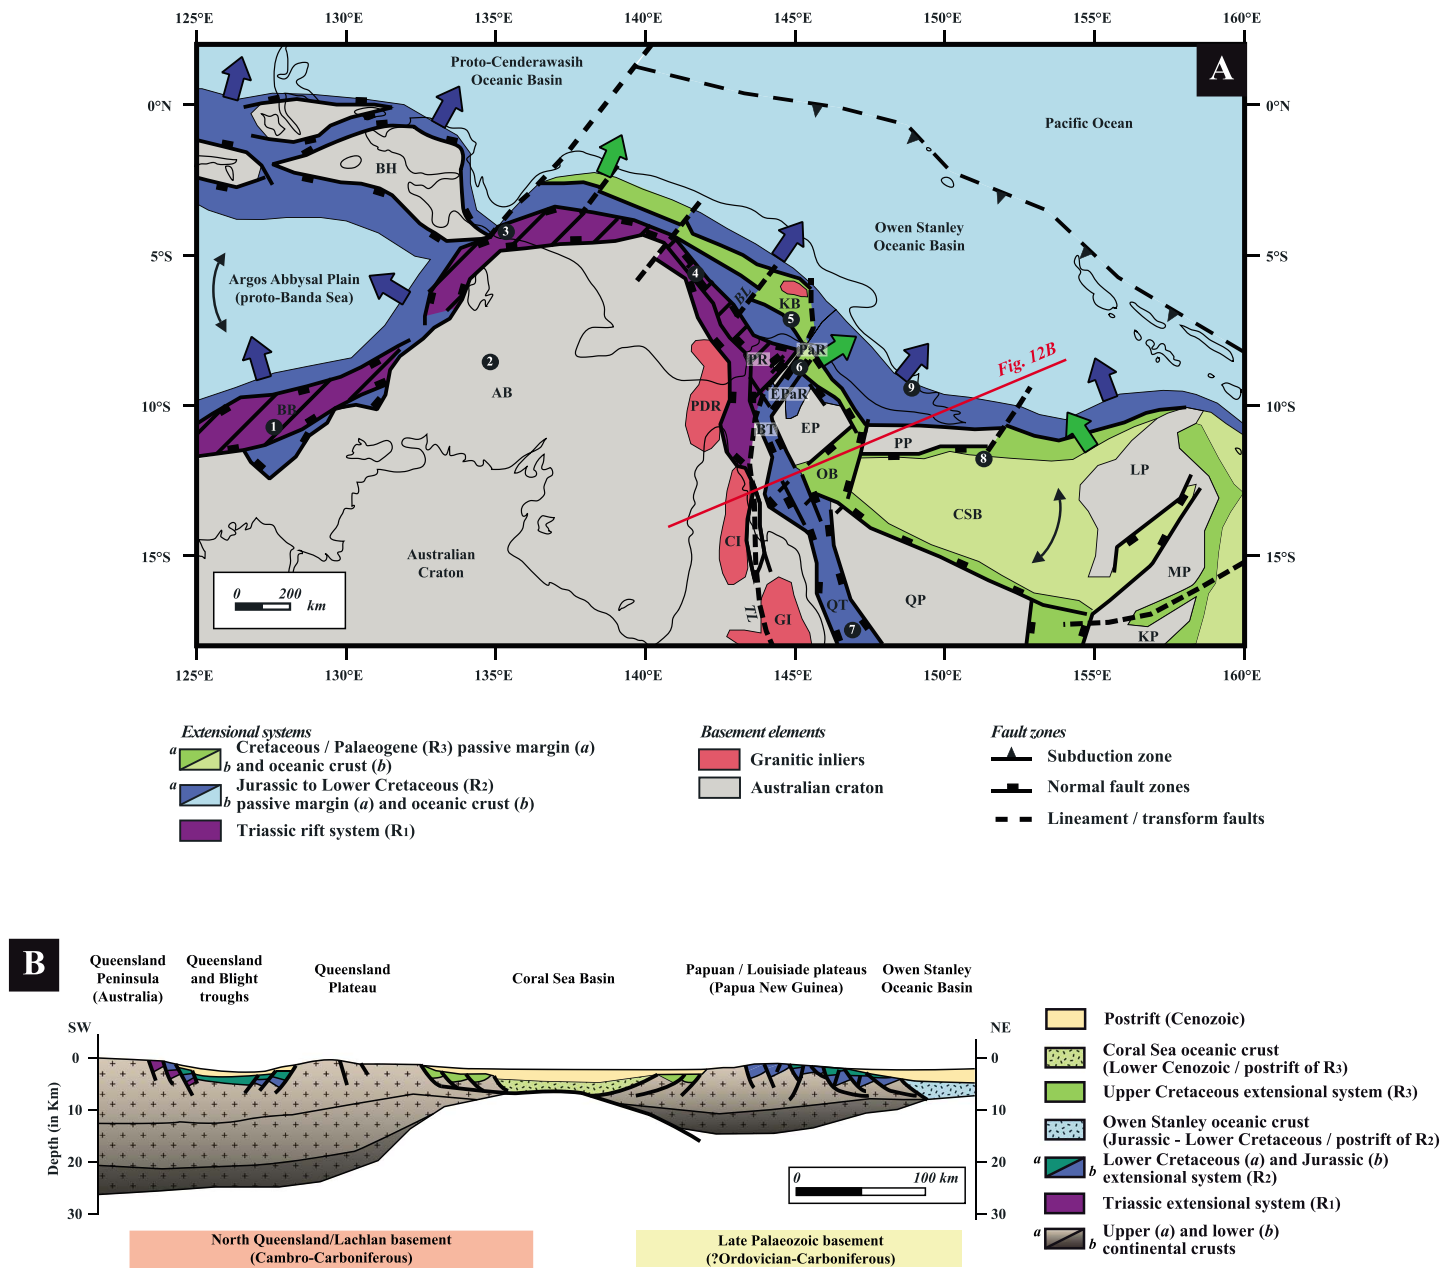 125°E 130°E 135°E 140°E 145°E 150°E 155°E 160°E
A
Proto-Cenderawasih
Oceanic Basin
0°N
0°N
Pacific Ocean
BH
Owen Stanley
Oceanic Basin
3
5°S
5°S
Argos Abbysal Plain
(proto-Banda Sea)
4
BL
KB
5
PaR
Fig. 12B
2
PR
6
9
AB
EPaR
10°S
10°S
BR
1
PDR
BT
EP
PP
8
LP
OB
CSB
CI
15°S
15°S
Australian
Craton
MP
0 200
km
TL
GI
QT
7
QP
KP
125°E 130°E 135°E 140°E 145°E 150°E 155°E 160°E
Extensional systems
a
b
Cretaceous / Palaeogene (R3) passive margin (a)
and oceanic crust (b)
a
b
Jurassic to Lower Cretaceous (R2)
passive margin (a) and oceanic crust (b)
Triassic rift system (R1)
Basement elements
Granitic inliers
Australian craton
Fault zones
Subduction zone
Normal fault zones
Lineament / transform faults
B
Queensland
Peninsula
(Australia)
Queensland
and Blight
troughs
Queensland
Plateau
Coral Sea Basin
Papuan / Louisiade plateaus
(Papua New Guinea)
Owen Stanley
Oceanic Basin
SW
NE
0
10
20
30
Depth (in Km)
0
10
20
30
0 100 km
North Queensland/Lachlan basement
(Cambro-Carboniferous)
Late Palaeozoic basement
(?Ordovician-Carboniferous)
Postrift (Cenozoic)
Coral Sea oceanic crust
(Lower Cenozoic / postrift of R3)
Upper Cretaceous extensional system (R3)
Owen Stanley oceanic crust
(Jurassic - Lower Cretaceous / postrift of R2)
a
b
Lower Cretaceous (a) and Jurassic (b)
extensional system (R2)
Triassic extensional system (R1)
a
b
Upper (a) and lower (b)
continental crusts